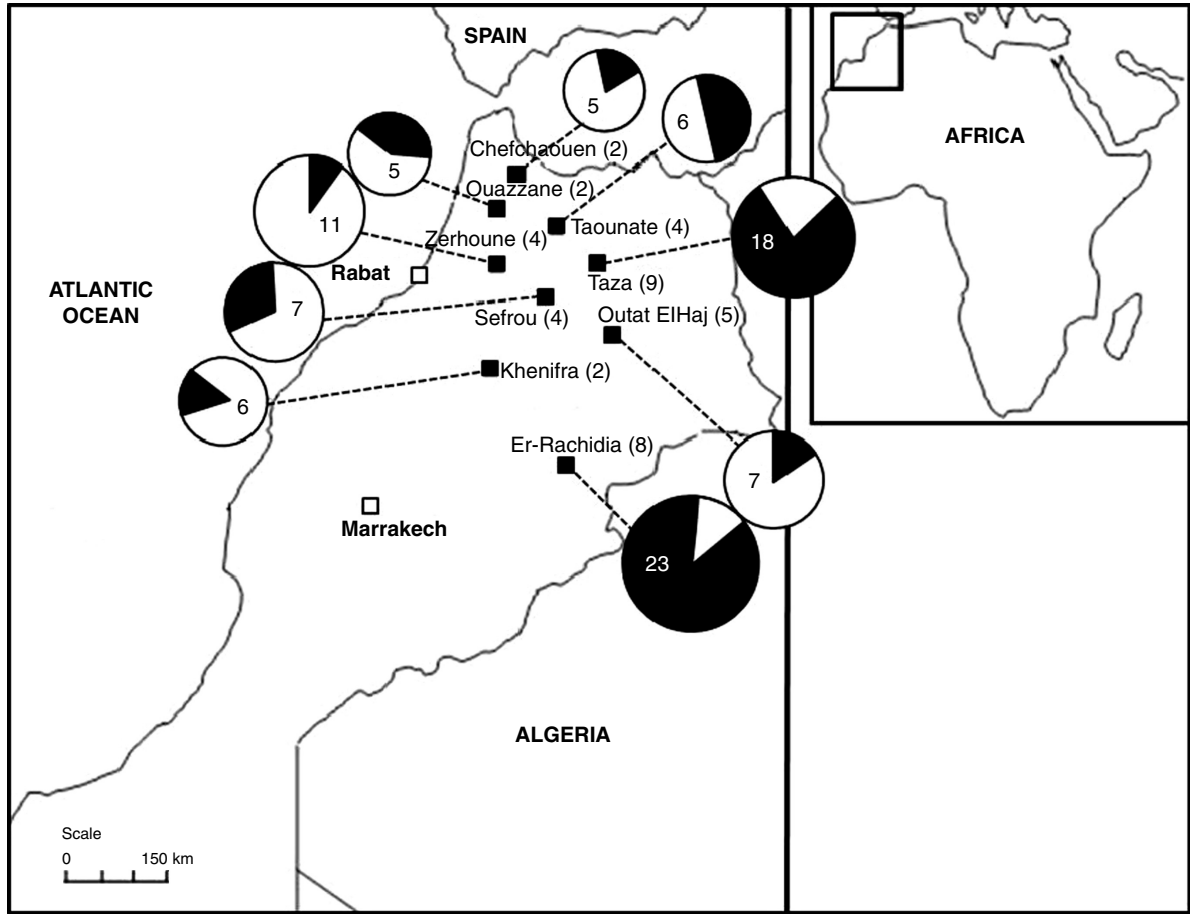 SPAIN
5
6
AFRICA
Chefchaouen (2)
5
Ouazzane (2)
11
Taounate (4)
Zerhoune (4)
18
Rabat
Taza (9)
ATLANTIC
OCEAN
7
Sefrou (4)
Outat ElHaj (5)
Khenifra (2)
6
Er-Rachidia (8)
7
Marrakech
23
ALGERIA
Scale
0 150 km